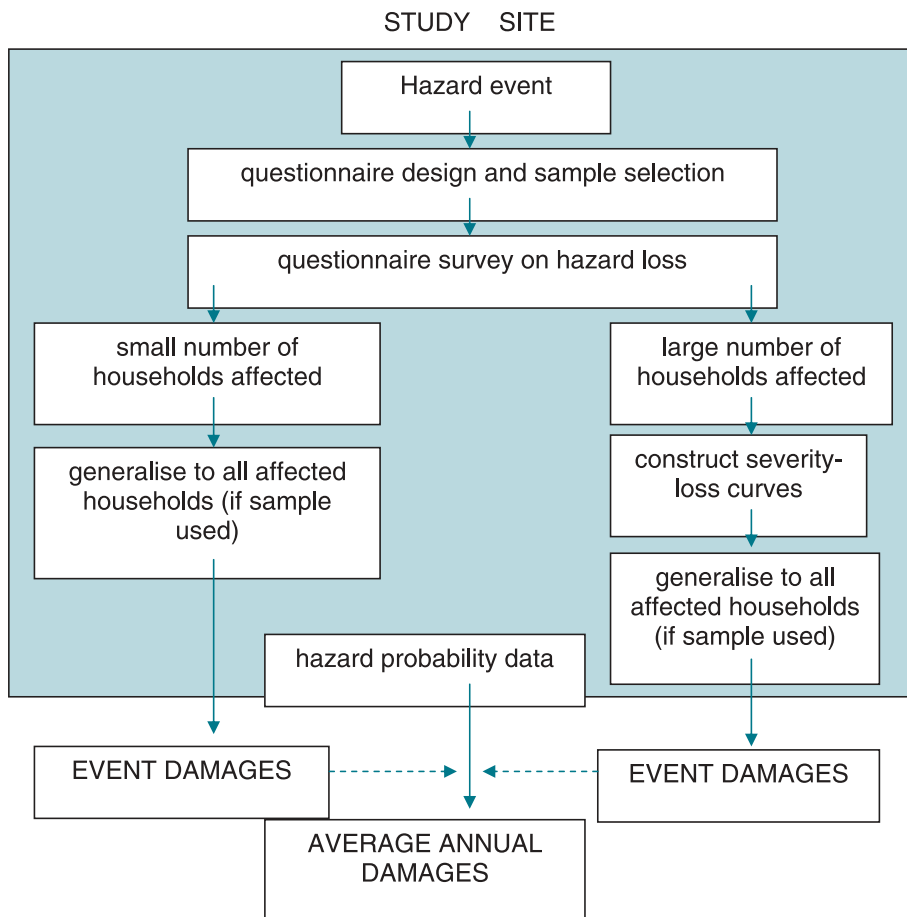 STUDY SITE
Hazard event
questionnaire design and sample selection
questionnaire survey on hazard loss
small number of
households affected
large number of
households affected
generalise to all affected
households (if sample
used)
construct severity-
loss curves
generalise to all
affected households
(if sample used)
hazard probability data
EVENT DAMAGES
EVENT DAMAGES
AVERAGE ANNUAL
DAMAGES